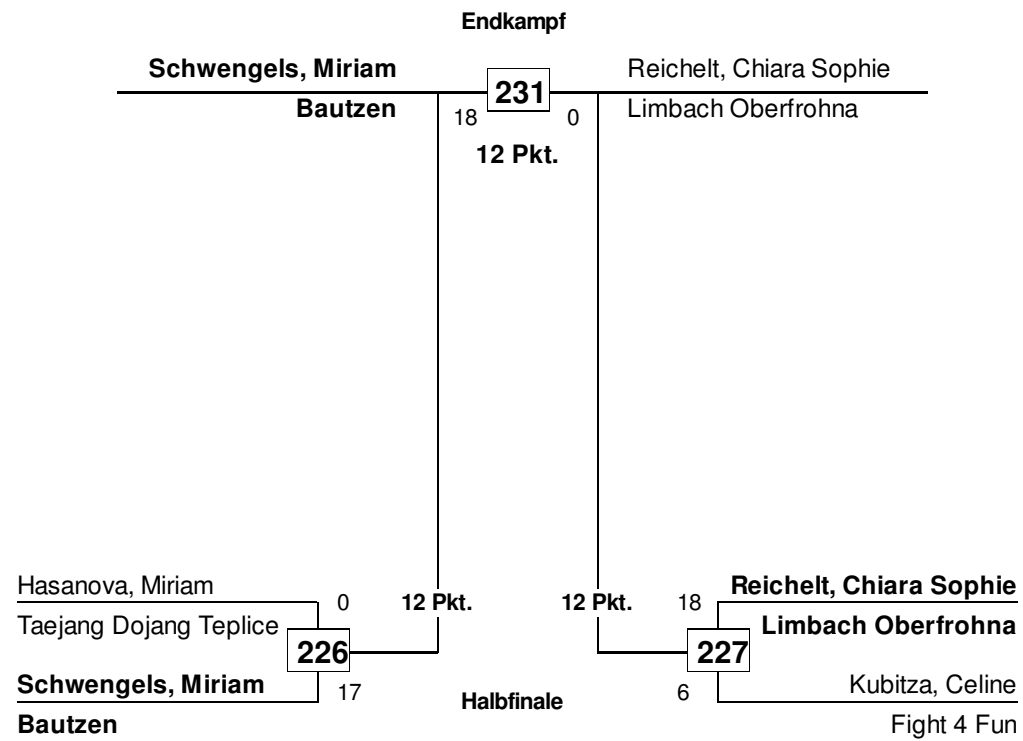 Endkampf
Schwengels, Miriam 231 Reichelt, Chiara Sophie
Bautzen 18 0 Limbach Oberfrohna
12 Pkt.
Hasanova, Miriam 0 12 Pkt. 12 Pkt. 18 Reichelt, Chiara Sophie
Taejang Dojang Teplice Limbach Oberfrohna
226 227
Schwengels, Miriam 17 Halbfinale 6 Kubitza, Celine
Bautzen Fight 4 Fun